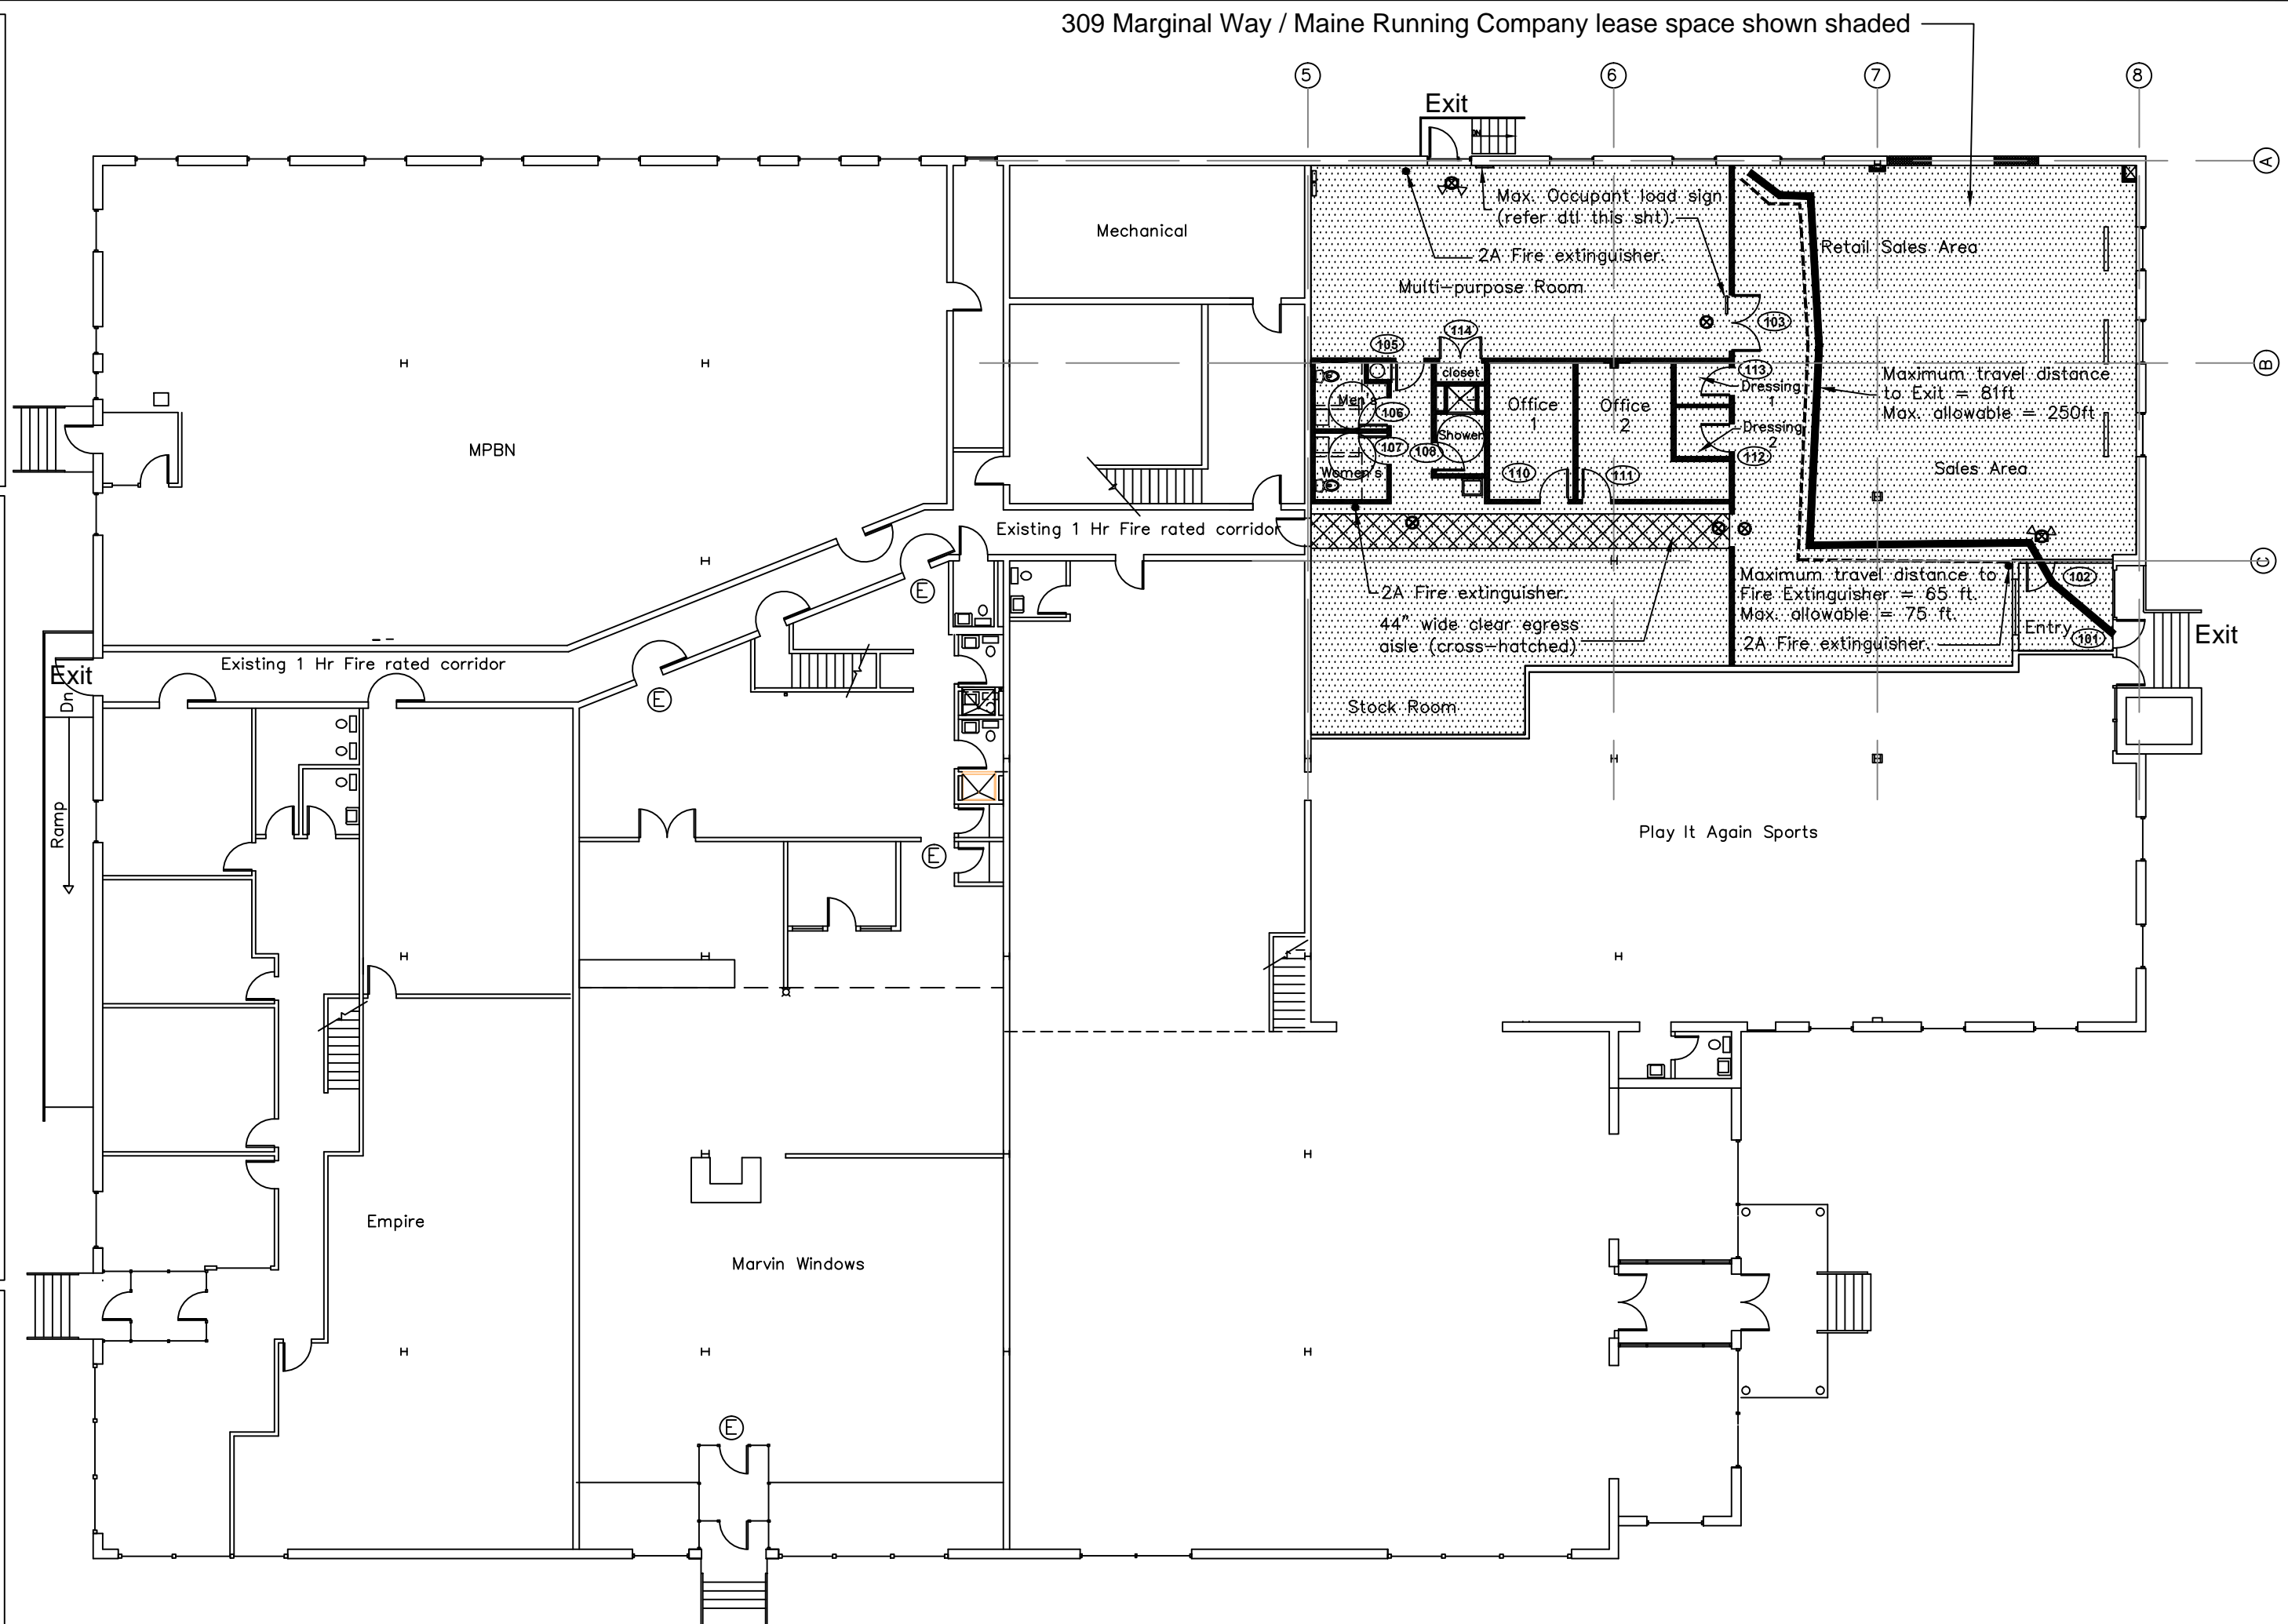 309 Marginal Way / Maine Running Company lease space shown shaded
5
6
7
8
Exit
DN
A
Max. Occupant load sign
(refer dtl this sht).
Mechanical
Retail Sales Area
2A Fire extinguisher.
Multi-purpose Room
103
114
105
B
113
closet
Dressing
1
Maximum travel distance
to Exit = 81ft
Max. allowable = 250ft
Men's
106
Office
1
Office
2
Dressing
2
MPBN
Shower
107
108
112
Women's
110
111
Sales Area
Existing 1 Hr Fire rated corridor
C
E
2A Fire extinguisher.
44" wide clear egress
aisle (cross-hatched)
Maximum travel distance to
Fire Extinguisher = 65 ft.
Max. allowable = 75 ft.
2A Fire extinguisher.
102
Entry
101
Exit
Existing 1 Hr Fire rated corridor
Exit
Dn
E
Stock Room
Ramp
Play It Again Sports
E
Empire
Marvin Windows
E